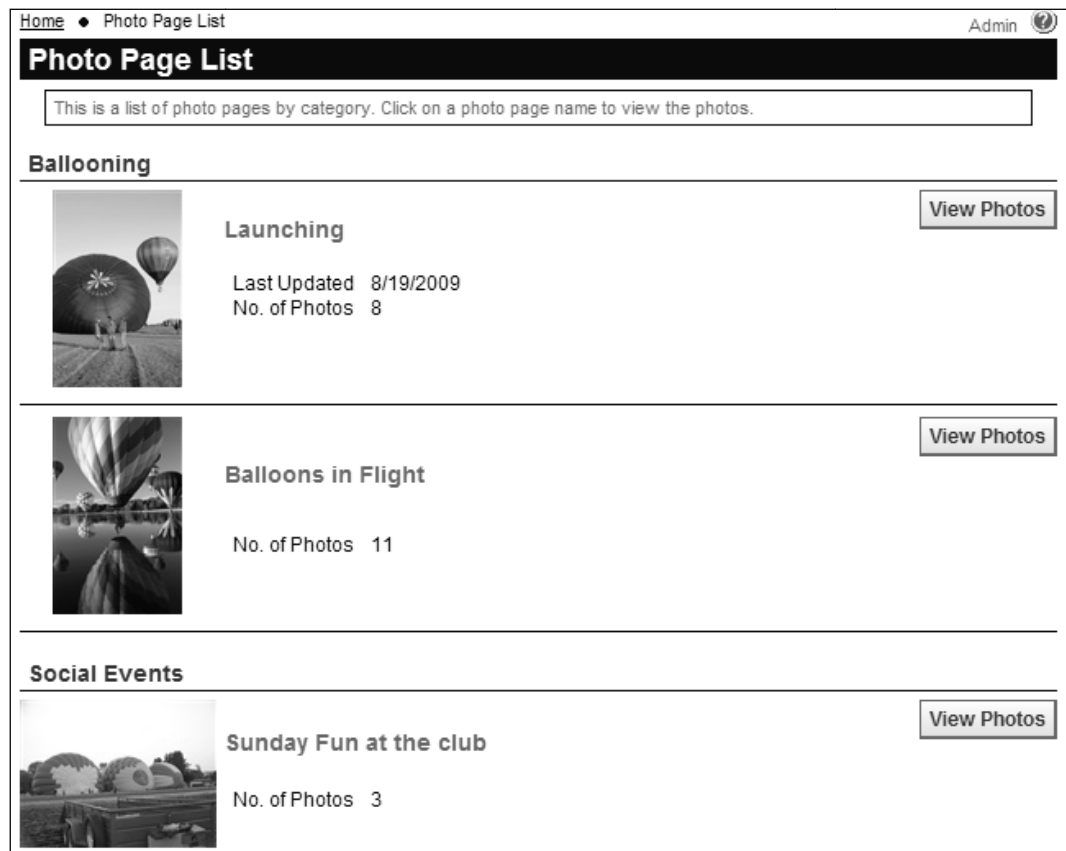 Home ● Photo Page List Admin ?
Photo Page List
This is a list of photo pages by category. Click on a photo page name to view the photos.
Ballooning
View Photos
Launching
Last Updated 8/19/2009
No. of Photos 8
View Photos
Balloons in Flight
No. of Photos 11
Social Events
View Photos
Sunday Fun at the club
No. of Photos 3